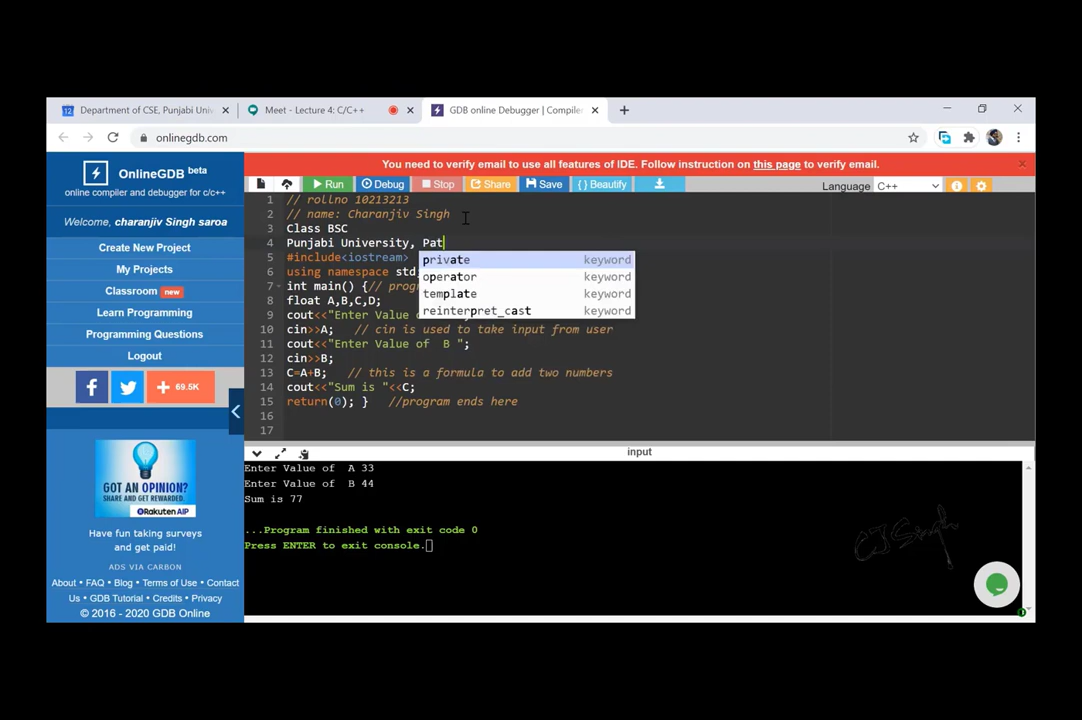 Department of CSE, Punjabi Univ
Meet - Lecture 4: C/C++
GDB online Debugger | Compiler
onlinegdb.com
OnlineGDB beta
online compiler and debugger for c/c++
Welcome, charanjiv Singh saroa
Create New Project
My Projects
Classroom new
Learn Programming
Programming Questions
Logout
69.5K
GOT AN OPINION?
SHARE AND GET REWARDED.
Rakuten AIP
Have fun taking surveys
and get paid!
ADS VIA CARBON
About • FAQ • Blog • Terms of Use • Contact
Us • GDB Tutorial • Credits • Privacy
© 2016 - 2020 GDB Online
You need to verify email to use all features of IDE. Follow instruction on this page to verify email.
Run Debug Stop Share Save { } Beautify Language C++
1 // rollno 10213213
2 // name: Charanjiv Singh
3 Class BSC
4 Punjabi University, Pat
5 #include<iostream>
6 using namespace std;
7 int main() {// prog
8 float A,B,C,D;
9 cout<<"Enter Value o
10 cin>>A; // cin is used to take input from user
11 cout<<"Enter Value of B ";
12 cin>>B;
13 C=A+B; // this is a formula to add two numbers
14 cout<<"Sum is "<<C;
15 return(0); } //program ends here
16
17
private keyword
operator keyword
template keyword
reinterpret_cast keyword
input
Enter Value of A 33
Enter Value of B 44
Sum is 77
...Program finished with exit code 0
Press ENTER to exit console.
CJSingh